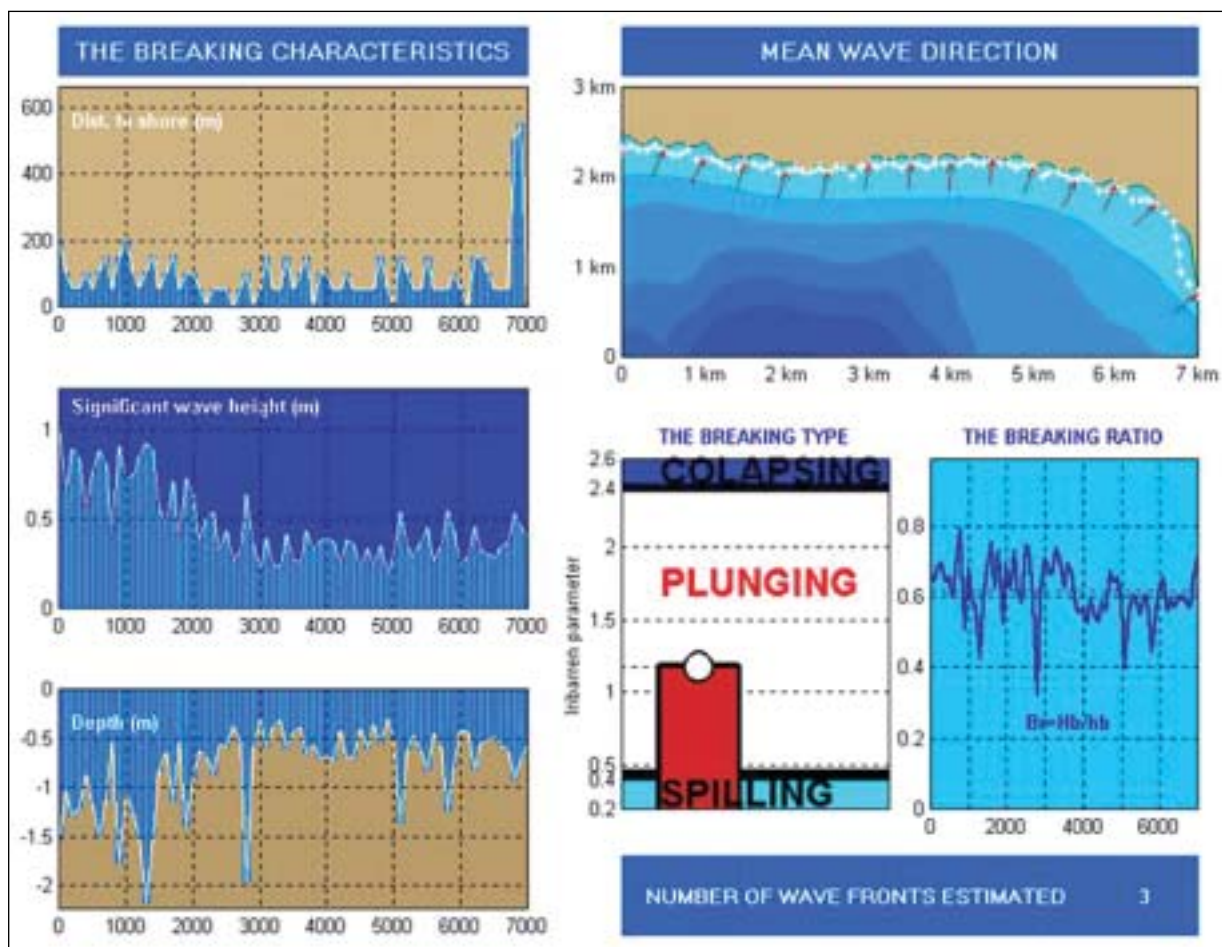 THE BREAKING CHARACTERISTICS
600
400
200
0
Dist. to shore (m)
0 1000 2000 3000 4000 5000 6000 7000
1
0.5
0
Significant wave height (m)
0 1000 2000 3000 4000 5000 6000 7000
0
-0.5
-1
-1.5
-2
Depth (m)
0 1000 2000 3000 4000 5000 6000 7000
MEAN WAVE DIRECTION
3 km
2 km
1 km
0
0 1 km 2 km 3 km 4 km 5 km 6 km 7 km
THE BREAKING TYPE
Iribarren parameter
2.6
2.4
2
1.5
1
0.5
0.4
0.2
COLAPSING
PLUNGING
SPILLING
THE BREAKING RATIO
0.8
0.6
0.4
0.2
0
Br=Hb/hb
0 2000 4000 6000
NUMBER OF WAVE FRONTS ESTIMATED 3